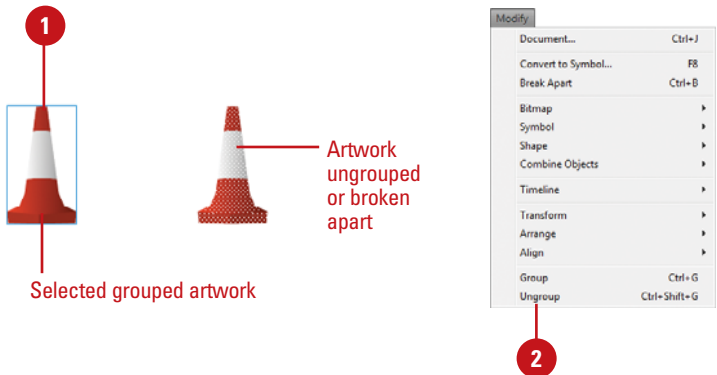 1
Artwork
ungrouped
or broken
apart
Selected grouped artwork
Modify
Document... Ctrl+J
Convert to Symbol... F8
Break Apart Ctrl+B
Bitmap
Symbol
Shape
Combine Objects
Timeline
Transform
Arrange
Align
Group Ctrl+G
Ungroup Ctrl+Shift+G
2